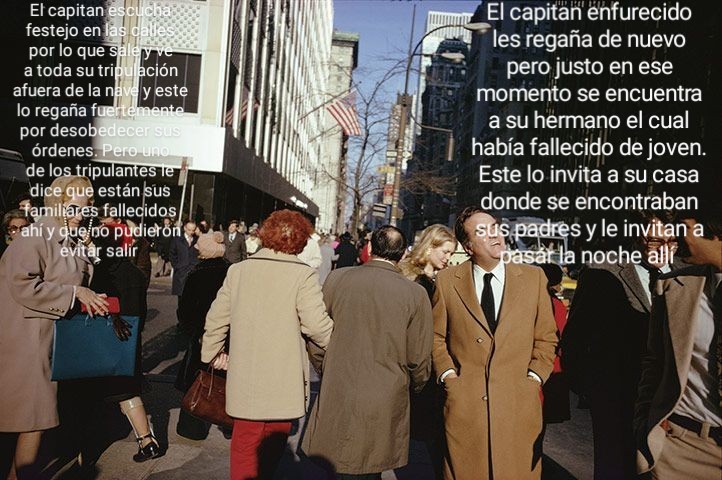 El capitan escucha
festejo en las calles
por lo que sale y ve
a toda su tripulación
afuera de la nave y este
lo regaña fuertemente
por desobedecer sus
órdenes. Pero uno
de los tripulantes le
dice que están sus
familiares fallecidos
ahí y que no pudieron
evitar salir
El capitan enfurecido
les regaña de nuevo
pero justo en ese
momento se encuentra
a su hermano el cual
había fallecido de joven.
Este lo invita a su casa
donde se encontraban
sus padres y le invitan a
pasar la noche allí